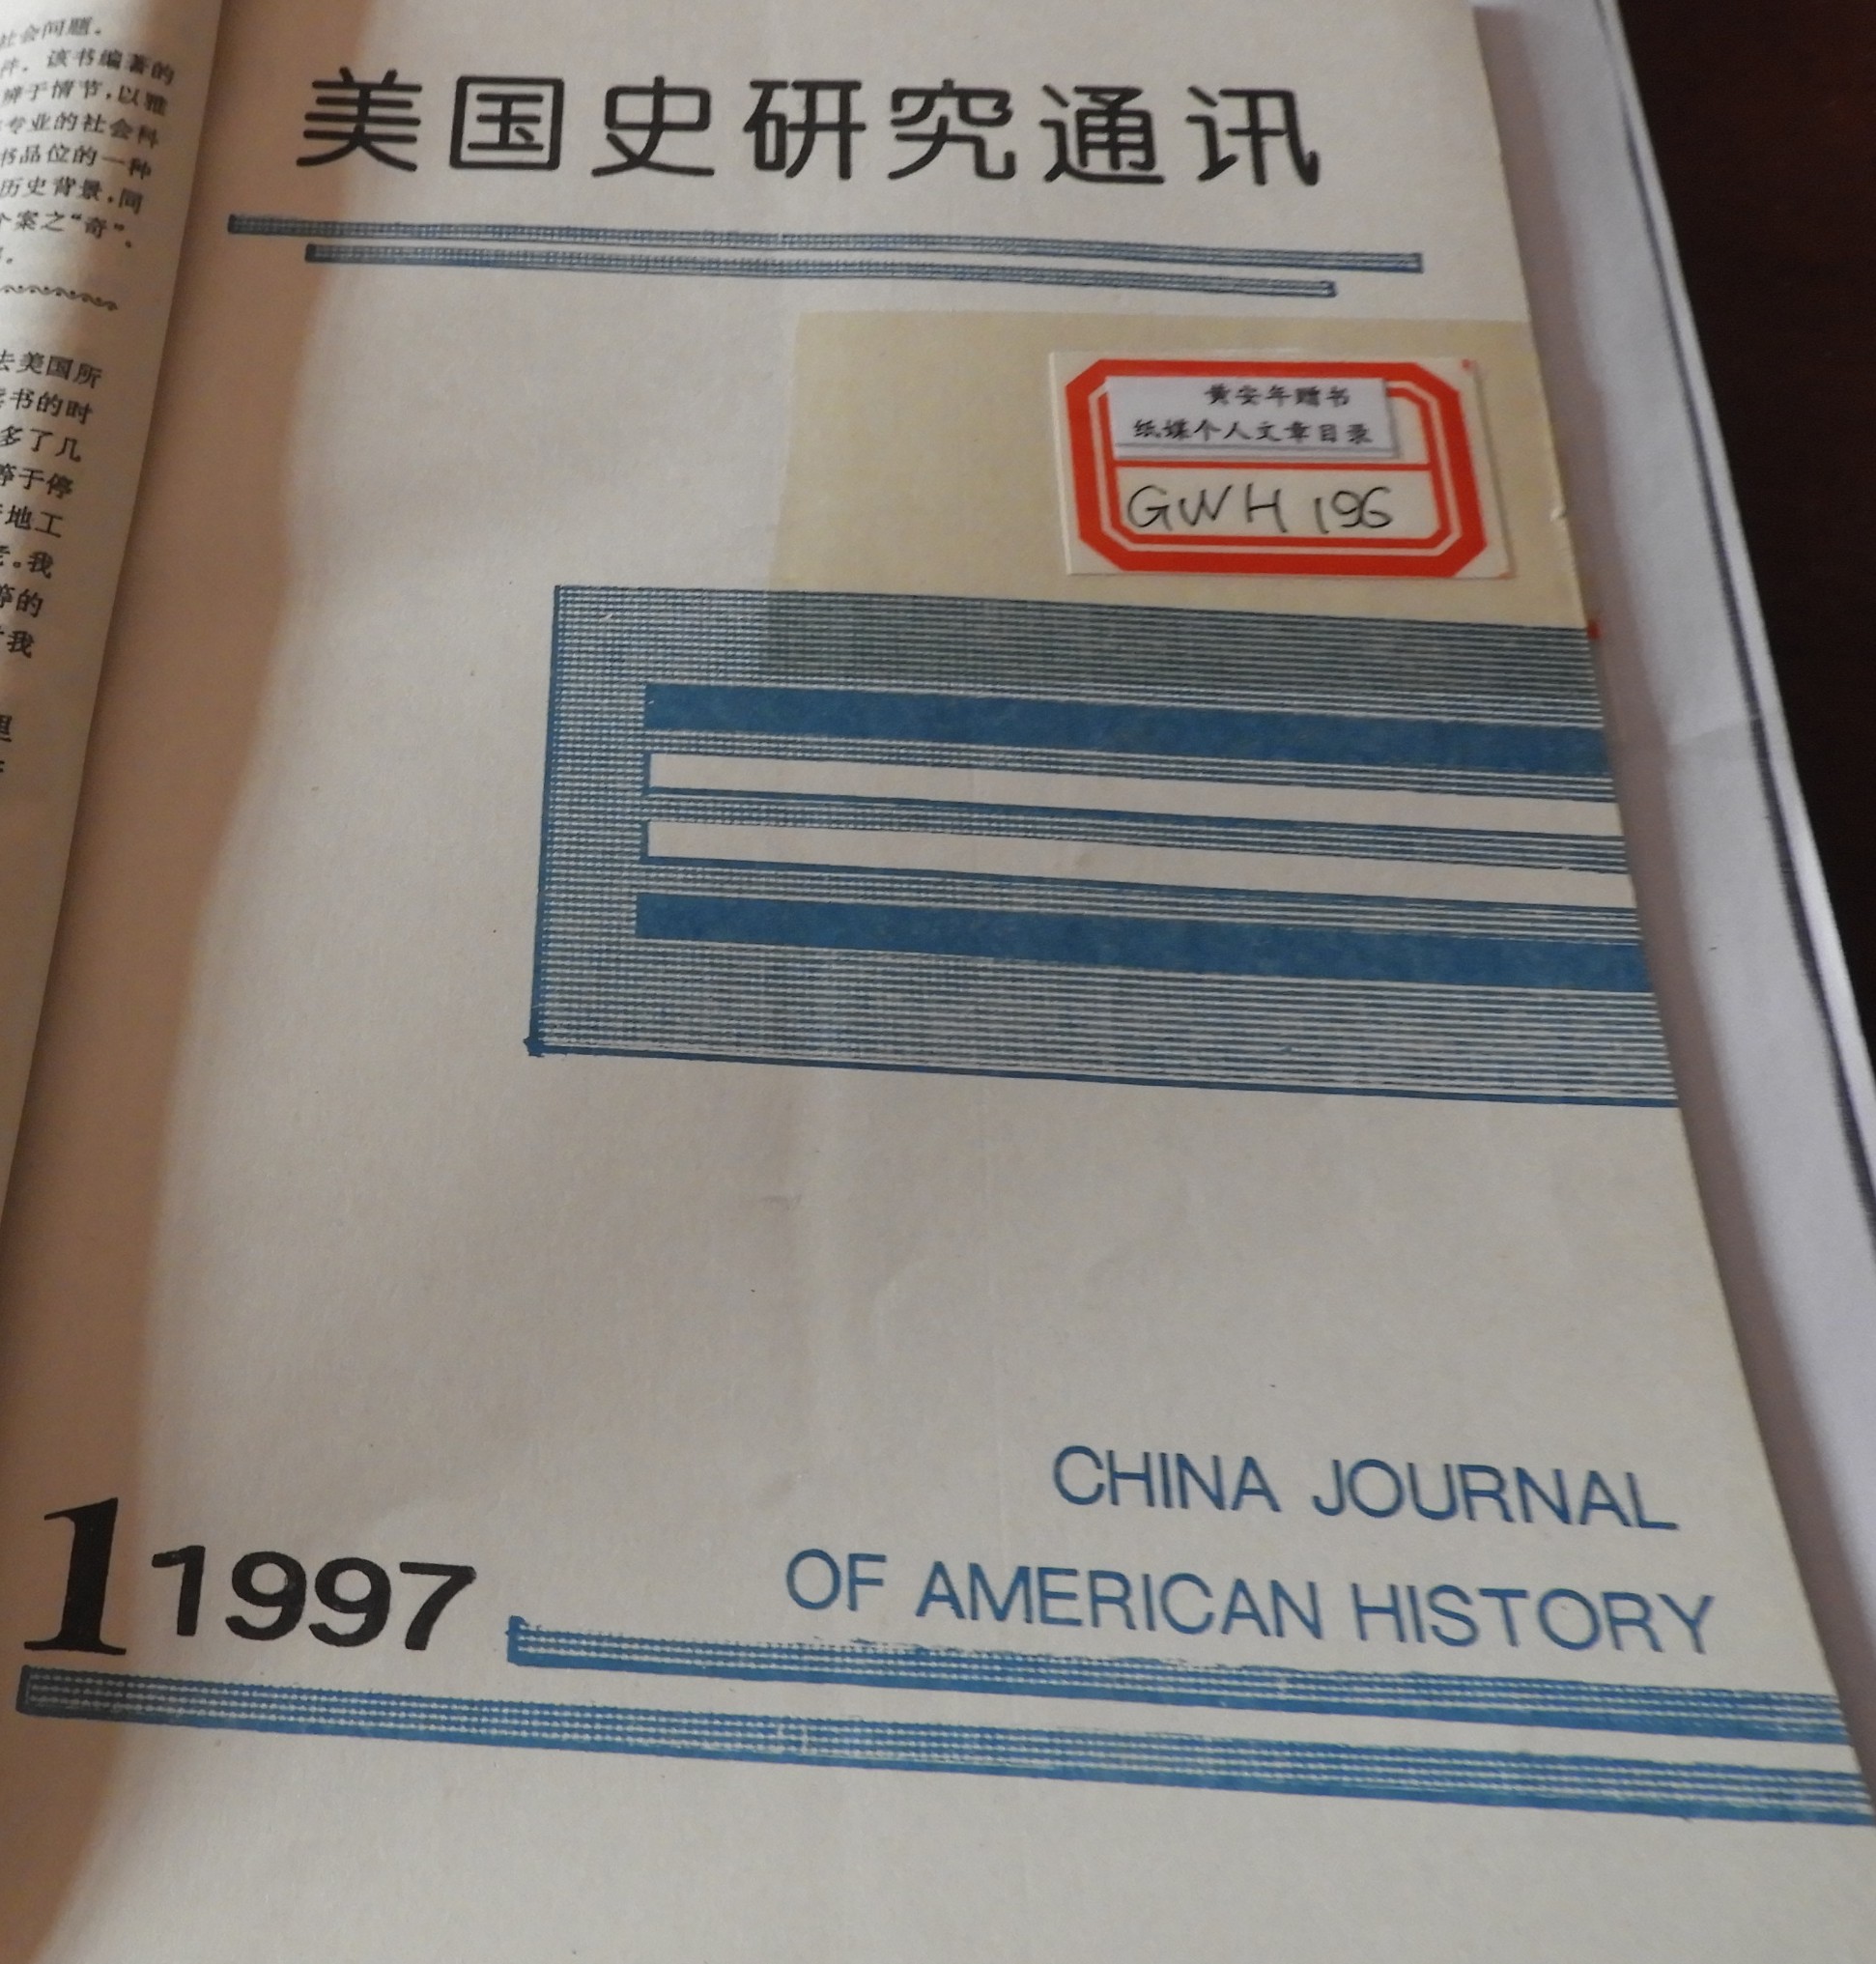 社会问题。
件. 该书编著的
于情节,以雅
专业的社会科
书品位的一种
历史背景,同
个案之“奇”。
去美国所
书的时
多了几
等于停
地工
。我
等的
我
美国史研究通讯
黄安年赠书
纸媒个人文章目录
GWH 196
CHINA JOURNAL
OF AMERICAN HISTORY
1 1997